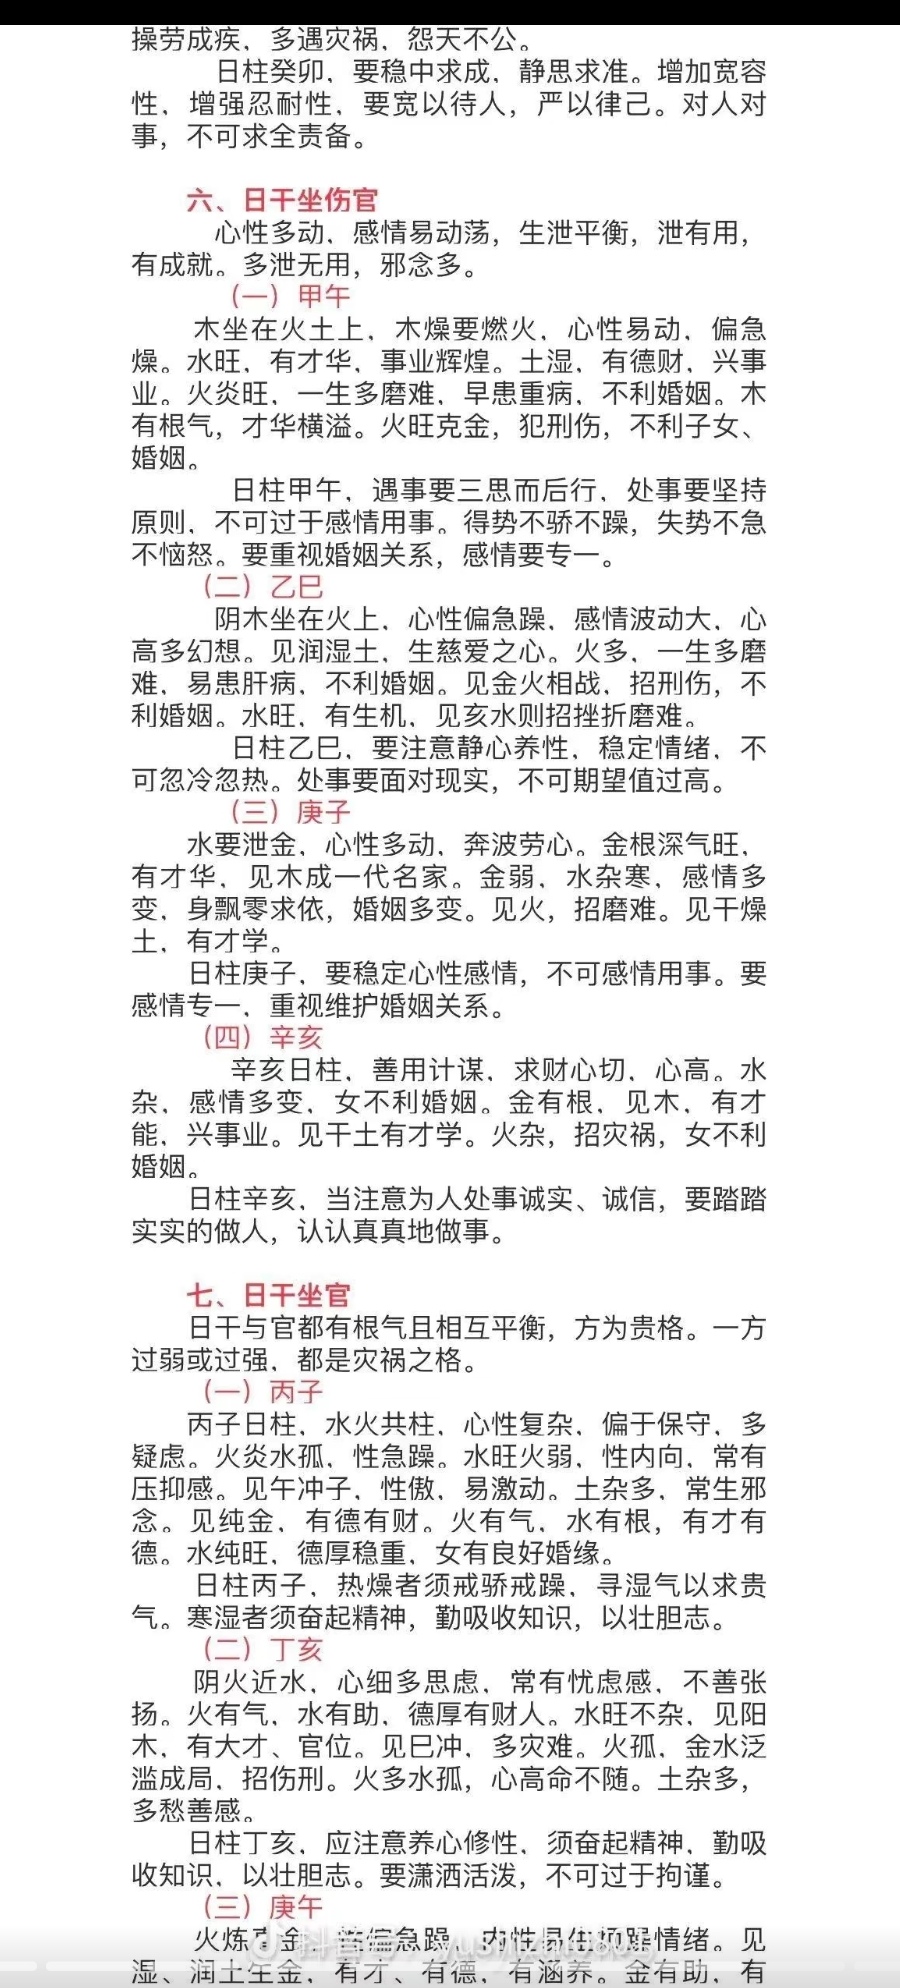 操劳成疾，多遇灾祸，怨天不公。
日柱癸卯，要稳中求成，静思求准。增加宽容
性，增强忍耐性，要宽以待人，严以律己。对人对
事，不可求全责备。
六、日干坐伤官
心性多动，感情易动荡，生泄平衡，泄有用，
有成就。多泄无用，邪念多。
（一）甲午
木坐在火土上，木燥要燃火，心性易动，偏急
燥。水旺，有才华，事业辉煌。土湿，有德财，兴事
业。火炎旺，一生多磨难，早患重病，不利婚姻。木
有根气，才华横溢。火旺克金，犯刑伤，不利子女、
婚姻。
日柱甲午，遇事要三思而后行，处事要坚持
原则，不可过于感情用事。得势不骄不躁，失势不急
不恼怒。要重视婚姻关系，感情要专一。
（二）乙巳
阴木坐在火上，心性偏急躁，感情波动大，心
高多幻想。见润湿土，生慈爱之心。火多，一生多磨
难，易患肝病，不利婚姻。见金火相战，招刑伤，不
利婚姻。水旺，有生机，见亥水则招挫折磨难。
日柱乙巳，要注意静心养性，稳定情绪，不
可忽冷忽热。处事要面对现实，不可期望值过高。
（三）庚子
水要泄金，心性多动，奔波劳心。金根深气旺，
有才华，见木成一代名家。金弱，水杂寒，感情多
变，身飘零求依，婚姻多变。见火，招磨难。见干燥
土，有才学。
日柱庚子，要稳定心性感情，不可感情用事。要
感情专一，重视维护婚姻关系。
（四）辛亥
辛亥日柱，善用计谋，求财心切，心高。水
杂，感情多变，女不利婚姻。金有根，见木，有才
能，兴事业。见干土有才学。火杂，招灾祸，女不利
婚姻。
日柱辛亥，当注意为人处事诚实、诚信，要踏踏
实实的做人，认认真真地做事。
七、日干坐官
日干与官都有根气且相互平衡，方为贵格。一方
过弱或过强，都是灾祸之格。
（一）丙子
丙子日柱，水火共柱，心性复杂，偏于保守，多
疑虑。火炎水孤，性急躁。水旺火弱，性内向，常有
压抑感。见午冲子，性傲，易激动。土杂多，常生邪
念。见纯金，有德有财。火有气，水有根，有才有
德。水纯旺，德厚稳重，女有良好婚缘。
日柱丙子，热燥者须戒骄戒躁，寻湿气以求贵
气。寒湿者须奋起精神，勤吸收知识，以壮胆志。
（二）丁亥
阴火近水，心细多思虑，常有忧虑感，不善张
扬。火有气，水有助，德厚有财人。水旺不杂，见阳
木，有大才、官位。见巳冲，多灾难。火孤，金水泛
滥成局，招伤刑。火多水孤，心高命不随。土杂多，
多愁善感。
日柱丁亥，应注意养心修性，须奋起精神，勤吸
收知识，以壮胆志。要潇洒活泼，不可过于拘谨。
（三）庚午
火炼克金，性偏急躁，内性易生烦躁情绪。见
湿、润土生金，有才、有德，有涵养。金有助，有